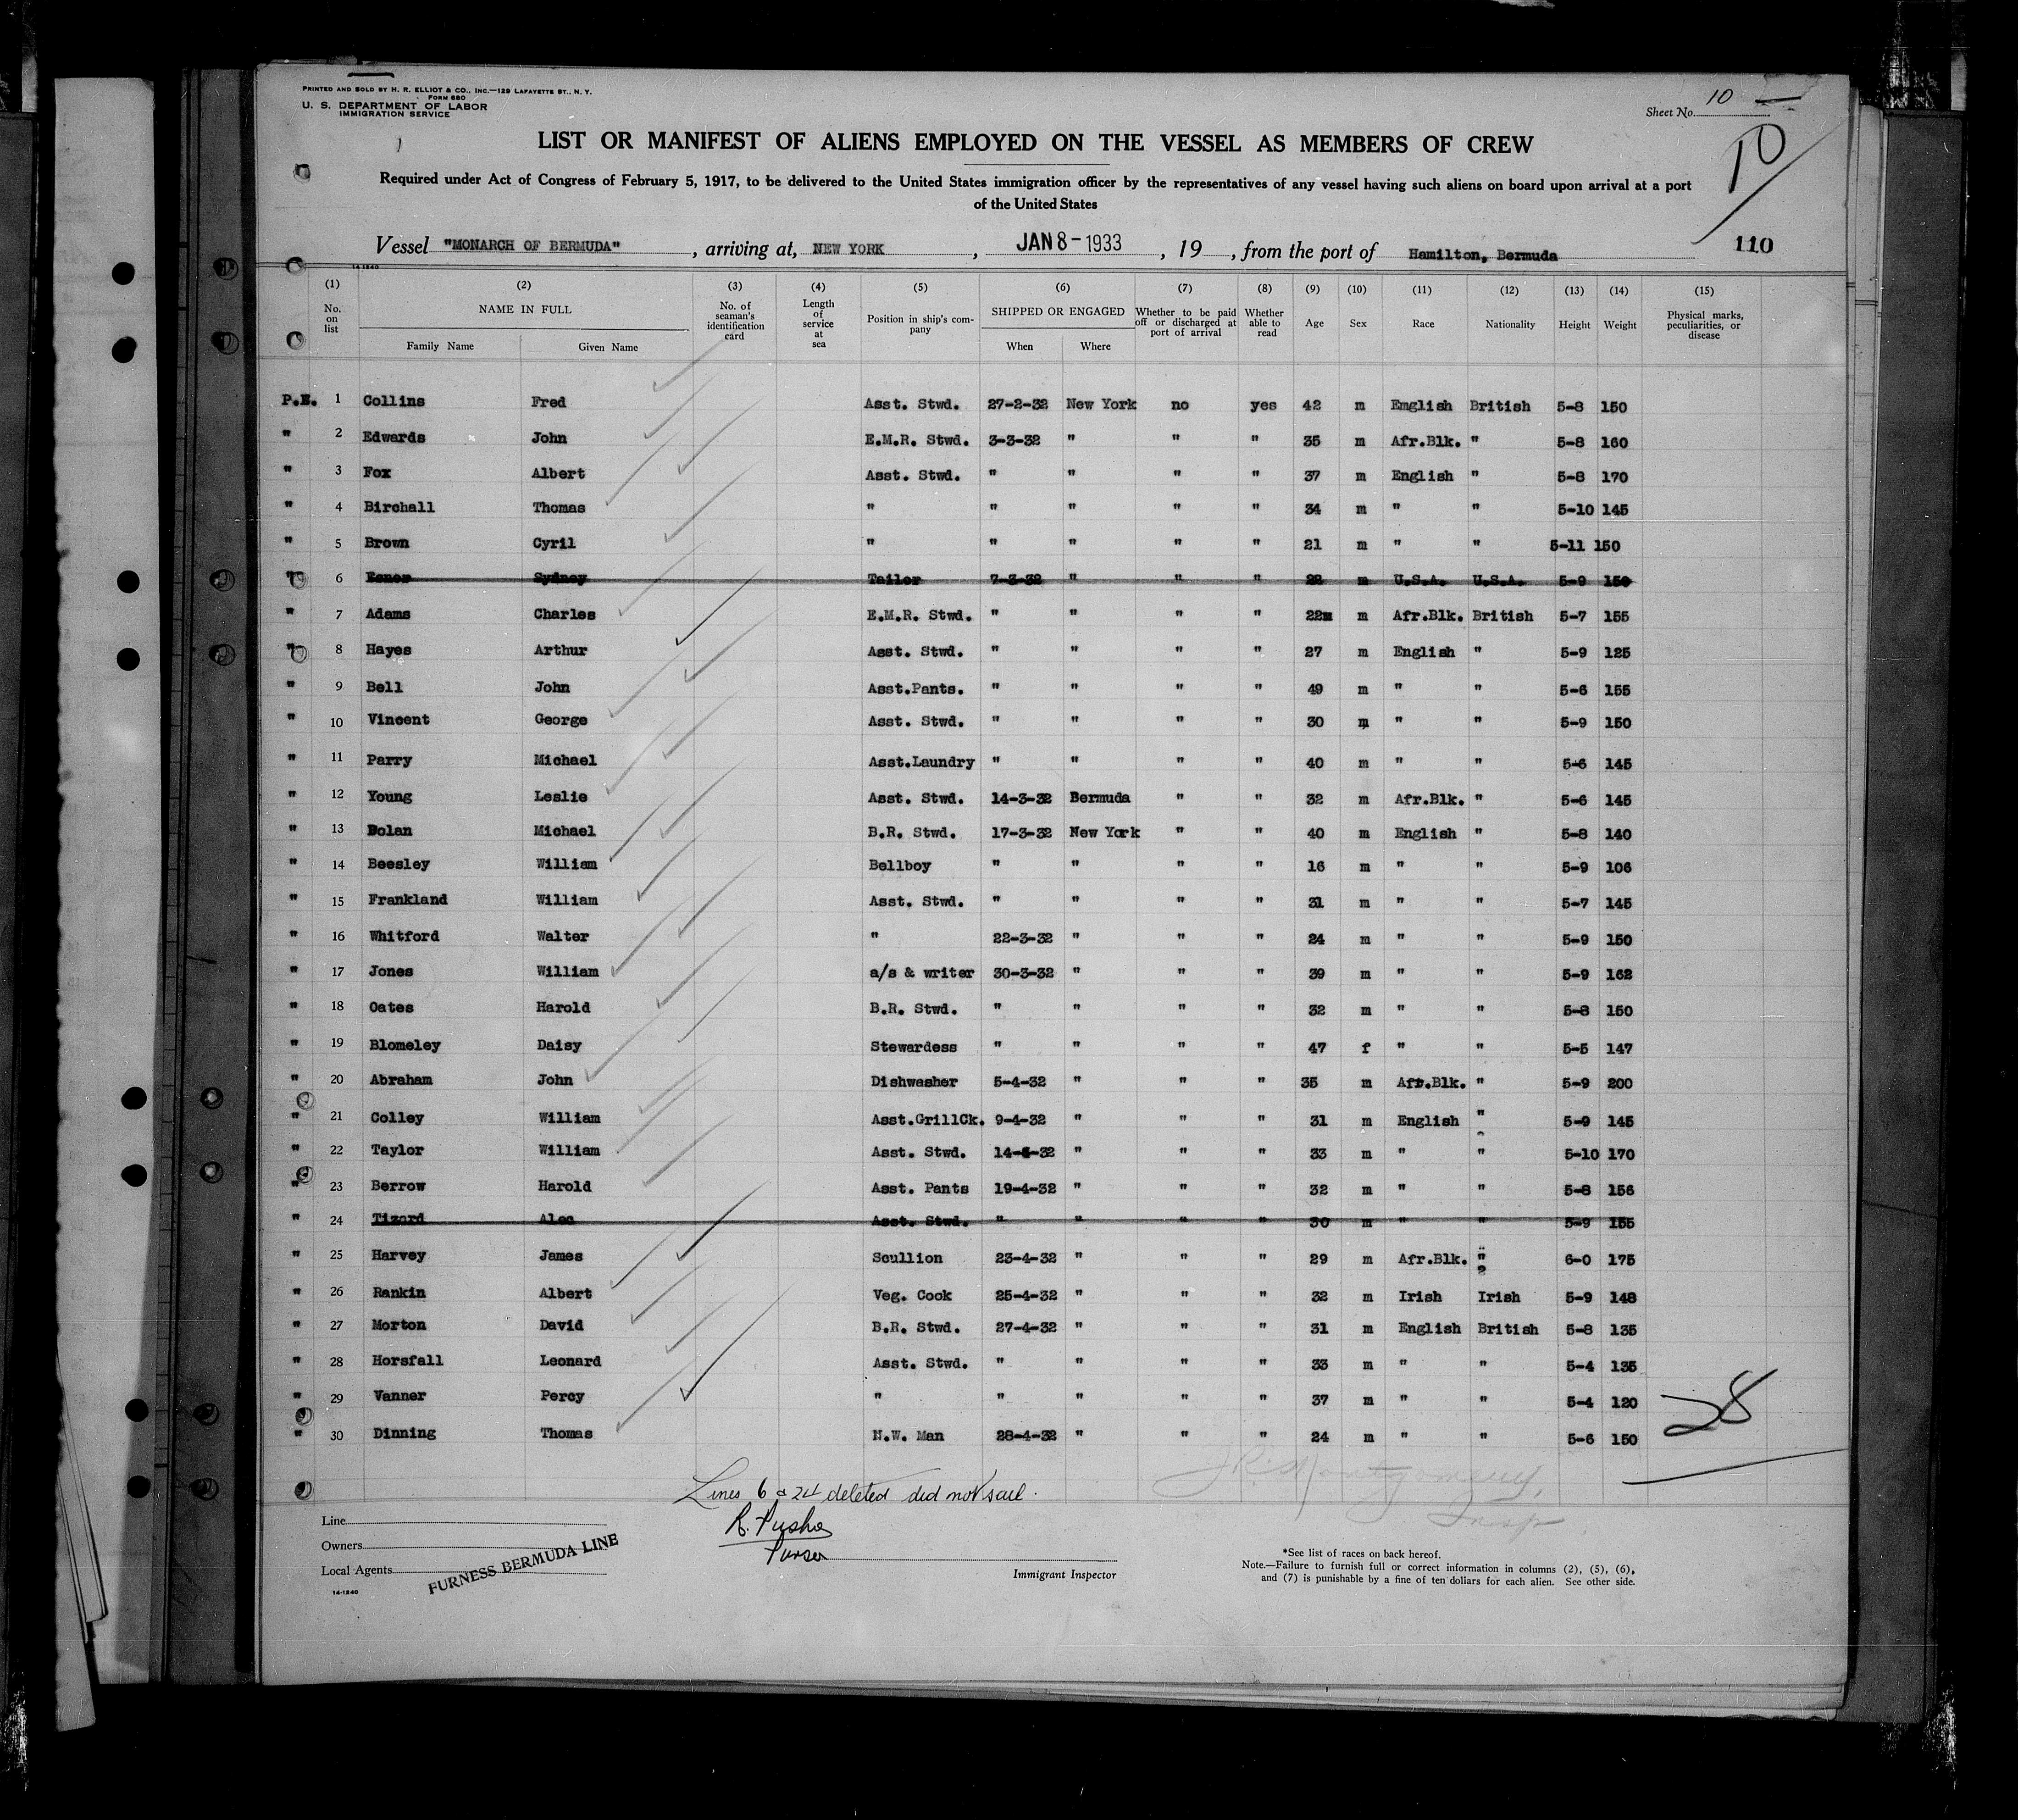 PRINTED AND SOLD BY H. R. ELLIOT & CO., INC.—129 LAFAYETTE ST., N. Y.
FORM 680
U. S. DEPARTMENT OF LABOR
IMMIGRATION SERVICE
Sheet No. 10
10
LIST OR MANIFEST OF ALIENS EMPLOYED ON THE VESSEL AS MEMBERS OF CREW
Required under Act of Congress of February 5, 1917, to be delivered to the United States immigration officer by the representatives of any vessel having such aliens on board upon arrival at a port
of the United States
Vessel "MONARCH OF BERMUDA", arriving at, NEW YORK, JAN 8-1933, 19, from the port of Hamilton, Bermuda 110
14-1240
(1) (2) (3) (4) (5) (6) (7) (8) (9) (10) (11) (12) (13) (14) (15)
No. on list NAME IN FULL Family Name Given Name No. of seaman's identification card Length of service at sea Position in ship's company SHIPPED OR ENGAGED When Where Whether to be paid off or discharged at port of arrival Whether able to read Age Sex Race Nationality Height Weight Physical marks, peculiarities, or disease
P.E. 1 Collins Fred Asst. Stwd. 27-2-32 New York no yes 42 m Emglish British 5-8 150
" 2 Edwards John E.M.R. Stwd. 3-3-32 " " " 35 m Afr.Blk. " 5-8 160
" 3 Fox Albert Asst. Stwd. " " " " 37 m English " 5-8 170
" 4 Birchall Thomas " " " " " 34 m " " 5-10 145
" 5 Brown Cyril " " " " " 21 m " " 5-11 150
" 6 Sydney Tailor 7-3-32 " " " 22 m U.S.A. U.S.A. 5-9 150
" 7 Adams Charles E.M.R. Stwd. " " " " 22 m Afr.Blk. British 5-7 155
" 8 Hayes Arthur Asst. Stwd. " " " " 27 m English " 5-9 125
" 9 Bell John Asst.Pants. " " " " 49 m " " 5-6 155
" 10 Vincent George Asst. Stwd. " " " " 30 m " " 5-9 150
" 11 Parry Michael Asst.Laundry " " " " 40 m " " 5-6 145
" 12 Young Leslie Asst. Stwd. 14-3-32 Bermuda " " 32 m Afr.Blk. " 5-6 145
" 13 Dolan Michael B.R. Stwd. 17-3-32 New York " " 40 m English " 5-8 140
" 14 Beesley William Bellboy " " " " 16 m " " 5-9 106
" 15 Frankland William Asst. Stwd. " " " " 31 m " " 5-7 145
" 16 Whitford Walter " 22-3-32 " " " 24 m " " 5-9 150
" 17 Jones William a/s & writer 30-3-32 " " " 39 m " " 5-9 162
" 18 Oates Harold B.R. Stwd. " " " " 32 m " " 5-8 150
" 19 Blomeley Daisy Stewardess " " " " 47 f " " 5-5 147
" 20 Abraham John Dishwasher 5-4-32 " " " 35 m Afr.Blk. " 5-9 200
" 21 Colley William Asst.GrillCk. 9-4-32 " " " 31 m English " 5-9 145
" 22 Taylor William Asst. Stwd. 14-4-32 " " " 33 m " " 5-10 170
" 23 Berrow Harold Asst. Pants 19-4-32 " " " 32 m " " 5-8 156
" 24 Tizard Alec Asst. Stwd. " " " " 30 m " " 5-9 155
" 25 Harvey James Scullion 23-4-32 " " " 29 m Afr.Blk. " 6-0 175
" 26 Rankin Albert Veg. Cook 25-4-32 " " " 32 m Irish Irish 5-9 148
" 27 Morton David B.R. Stwd. 27-4-32 " " " 31 m English British 5-8 135
" 28 Horsfall Leonard Asst. Stwd. " " " " 33 m " " 5-4 135
" 29 Vanner Percy " " " " " 37 m " " 5-4 120
" 30 Dinning Thomas N.W. Man 28-4-32 " " " 24 m " " 5-6 150
28
J.R. Montgomery,
Insp.
Lines 6 & 24 deleted did not sail.
Purser
Line
Owners
Local Agents FURNESS BERMUDA LINE
14-1240
Immigrant Inspector
*See list of races on back hereof.
Note.—Failure to furnish full or correct information in columns (2), (5), (6),
and (7) is punishable by a fine of ten dollars for each alien. See other side.